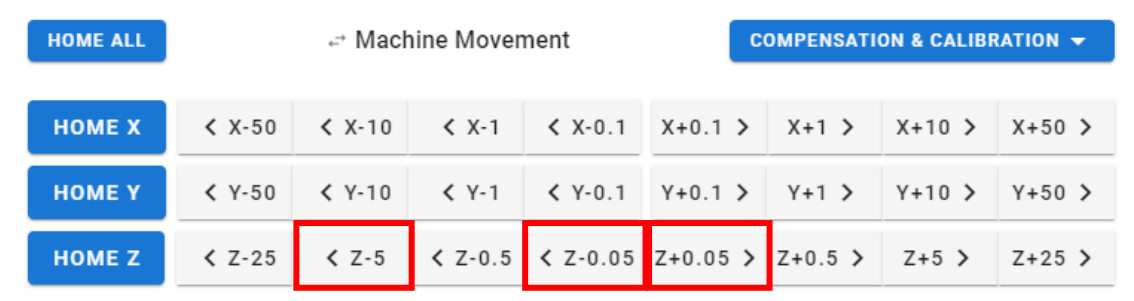 HOME ALL Machine Movement COMPENSATION & CALIBRATION
HOME X X-50 X-10 X-1 X-0.1 X+0.1 X+1 X+10 X+50
HOME Y Y-50 Y-10 Y-1 Y-0.1 Y+0.1 Y+1 Y+10 Y+50
HOME Z Z-25 Z-5 Z-0.5 Z-0.05 Z+0.05 Z+0.5 Z+5 Z+25